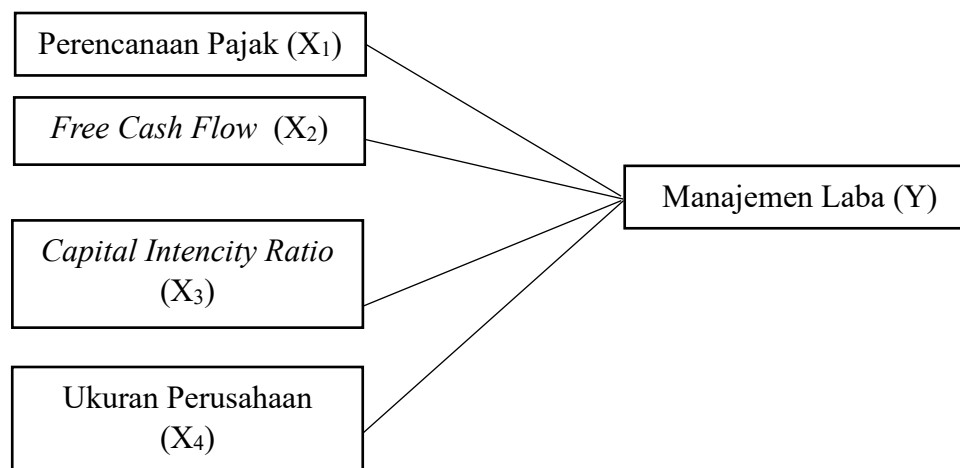 Perencanaan Pajak (X₁)
Free Cash Flow (X₂)
Manajemen Laba (Y)
Capital Intencity Ratio
(X₃)
Ukuran Perusahaan
(X₄)